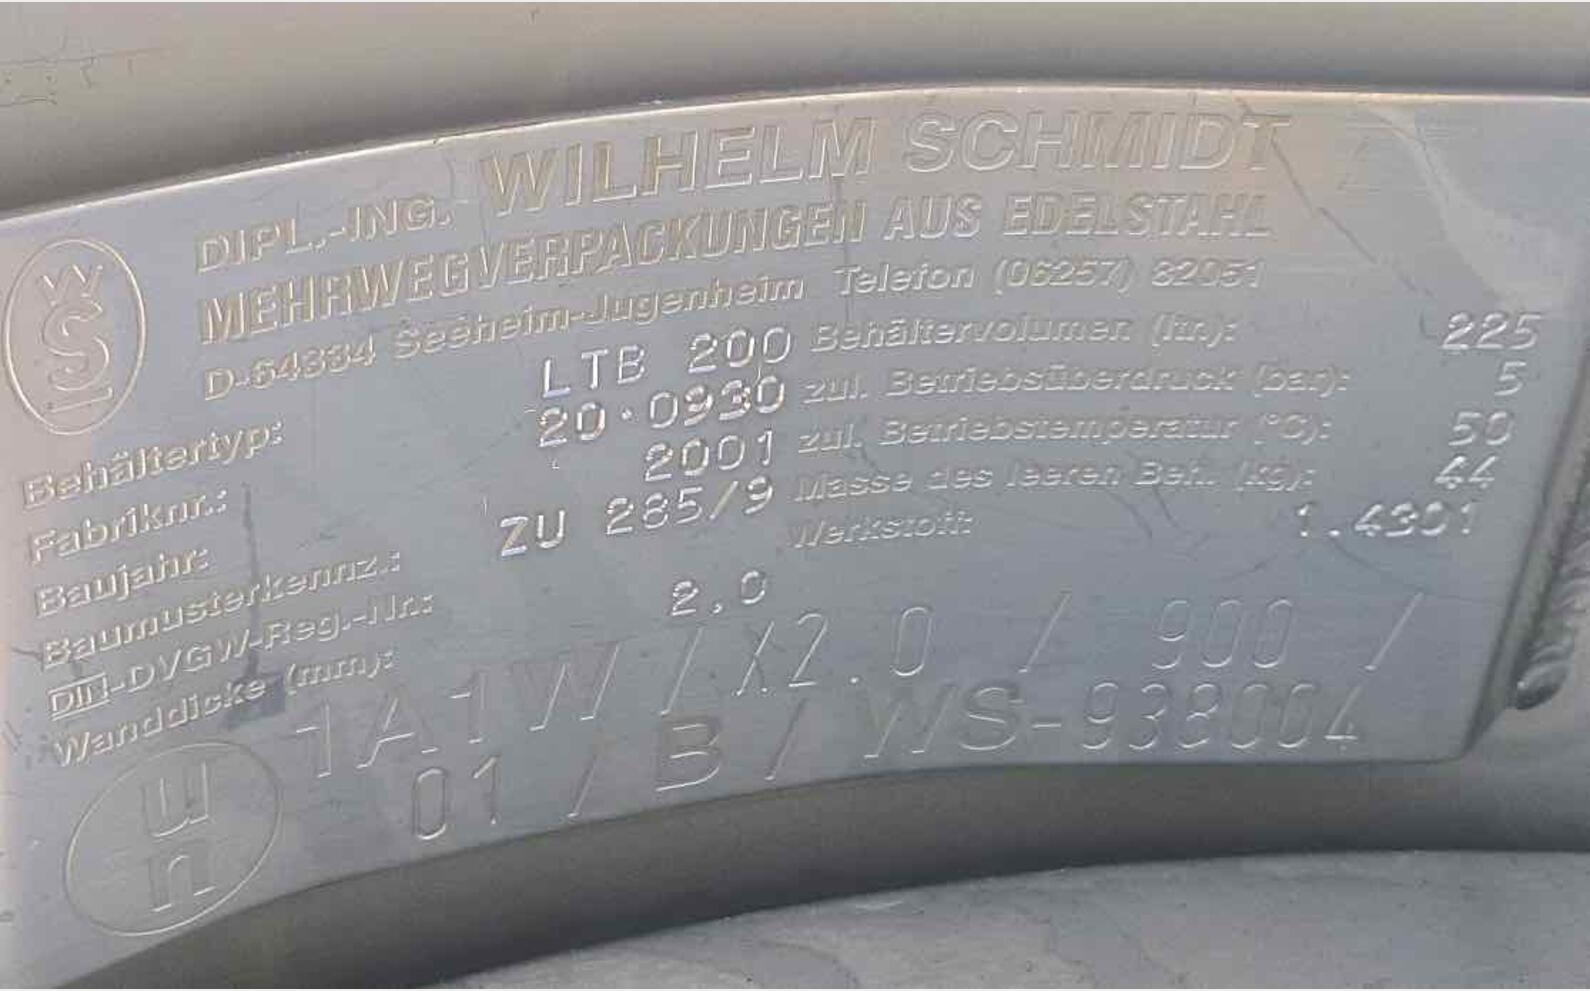 WS
DIPL.-ING. WILHELM SCHMIDT
MEHRWEGVERPACKUNGEN AUS EDELSTAHL
D-64334 Seeheim-Jugenheim Telefon (06257) 82051
Behältertyp: LTB 200 Behältervolumen (ltr.): 225
Fabriknr.: 20·0930 zul. Betriebsüberdruck (bar): 5
Baujahr: 2001 zul. Betriebstemperatur (°C): 50
Baumusterkennz.: ZU 285/9 Masse des leeren Beh. (kg): 44
DIN-DVGW-Reg.-Nr.: Werkstoff: 1.4301
Wanddicke (mm): 2.0
un 1A1W / X2.0 / 900 /
01 / B / WS-938004